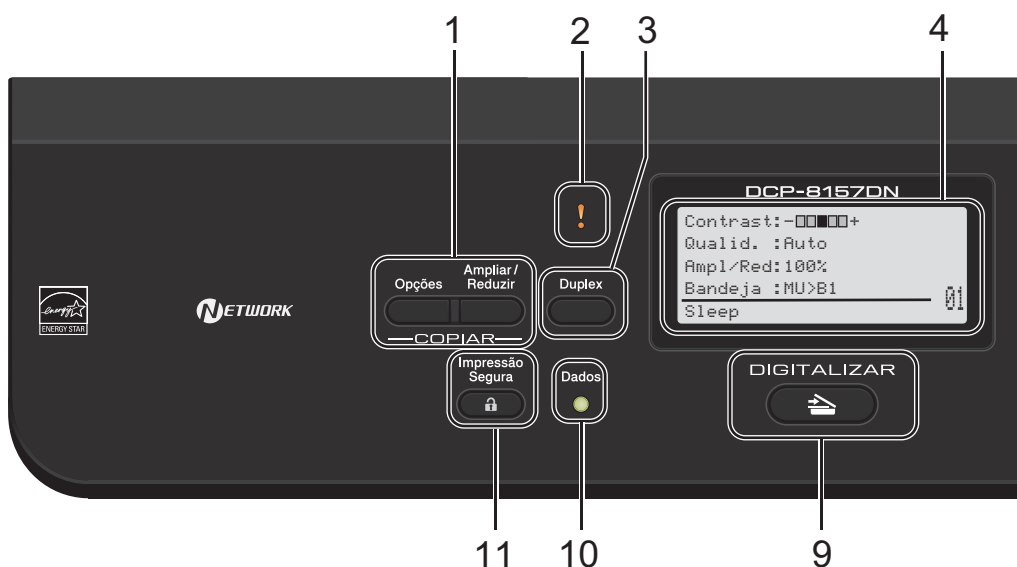 1
2
3
4
DCP-8157DN
Contrast:-+
Qualid. :Auto
Ampl/Red:100%
Bandeja :MU>B1
01
Sleep
Opções
Ampliar/
Reduzir
Duplex
COPIAR
energy
ENERGY STAR
NETWORK
Impressão
Segura
Dados
DIGITALIZAR
11
10
9